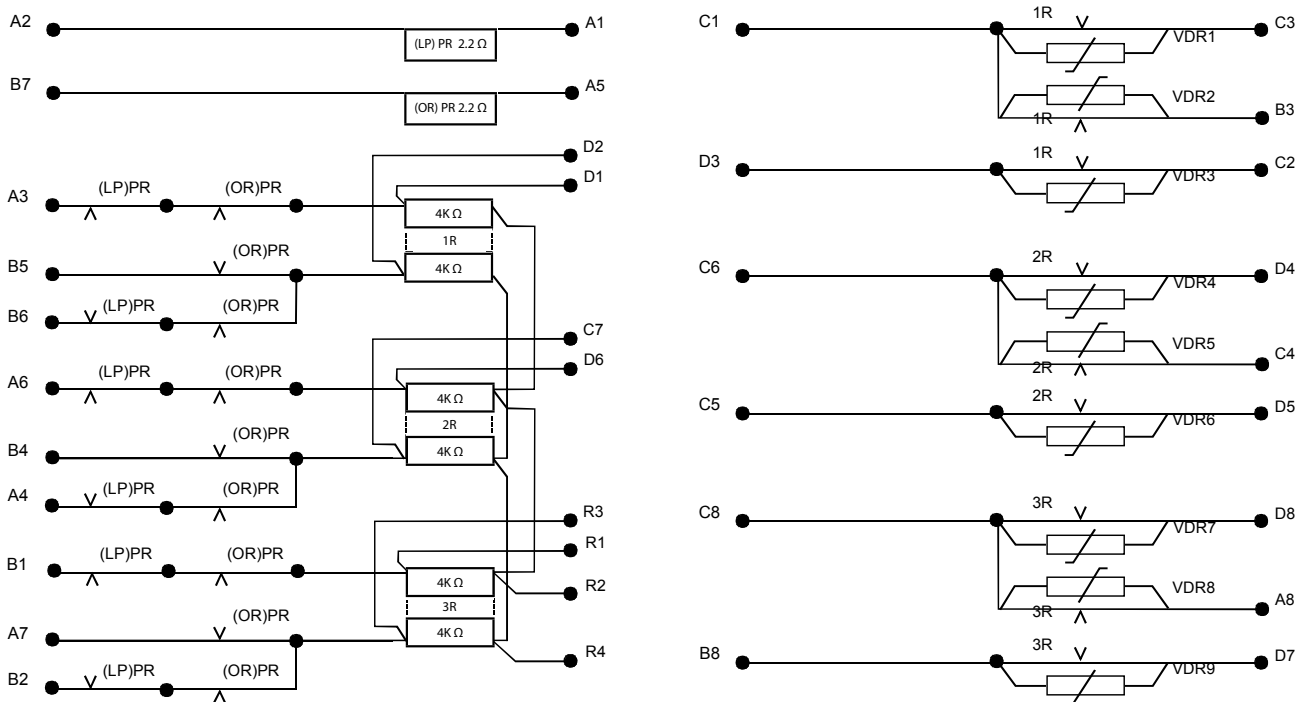 A2
(LP) PR 2.2 Ω
A1
B7
(OR) PR 2.2 Ω
A5
D2
D1
A3
(LP)PR
(OR)PR
4K Ω
1R
B5
(OR)PR
4K Ω
B6
(LP)PR
(OR)PR
C7
D6
A6
(LP)PR
(OR)PR
4K Ω
2R
B4
(OR)PR
4K Ω
A4
(LP)PR
(OR)PR
R3
R1
B1
(LP)PR
(OR)PR
4K Ω
R2
3R
A7
(OR)PR
4K Ω
R4
B2
(LP)PR
(OR)PR
C1
1R
C3
VDR1
VDR2
B3
1R
D3
1R
C2
VDR3
C6
2R
D4
VDR4
VDR5
C4
2R
C5
2R
D5
VDR6
C8
3R
D8
VDR7
VDR8
A8
3R
B8
3R
D7
VDR9